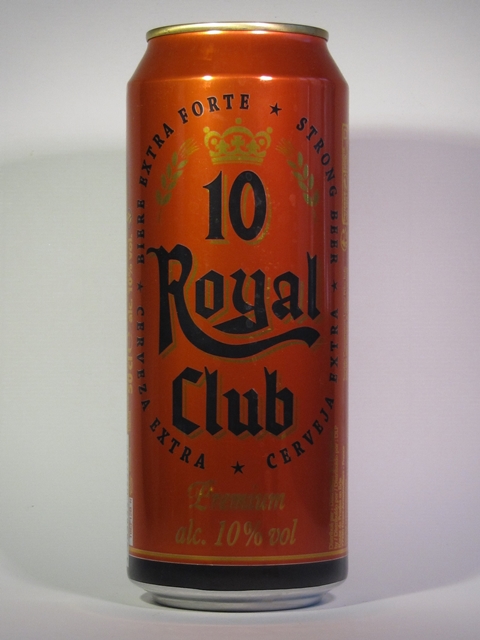 BIERE EXTRA FORTE ★ STRONG BEER ★
10
Royal
Club
CERVEZA EXTRA ★ CERVEJA EXTRA
Premium
alc. 10% vol